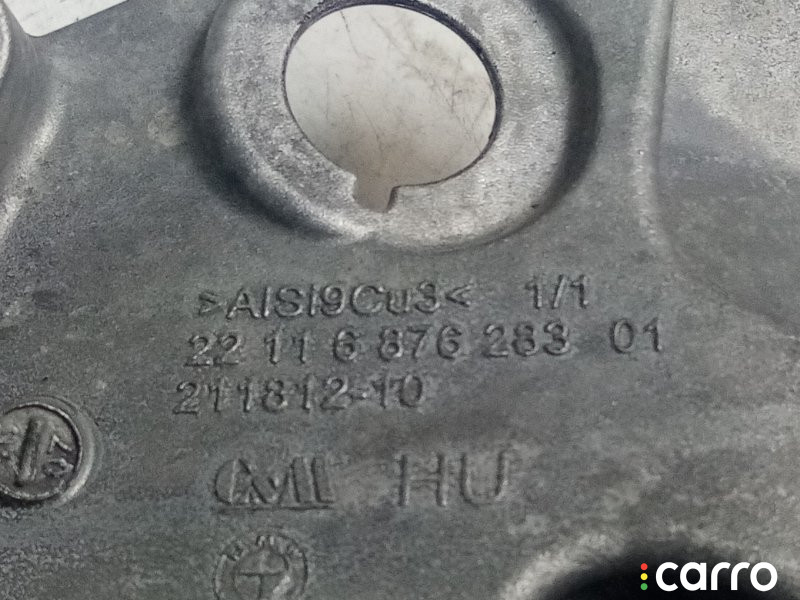 >AlSi9Cu3< 1/1
22 11 6 876 283 01
211812-10
HU
carro